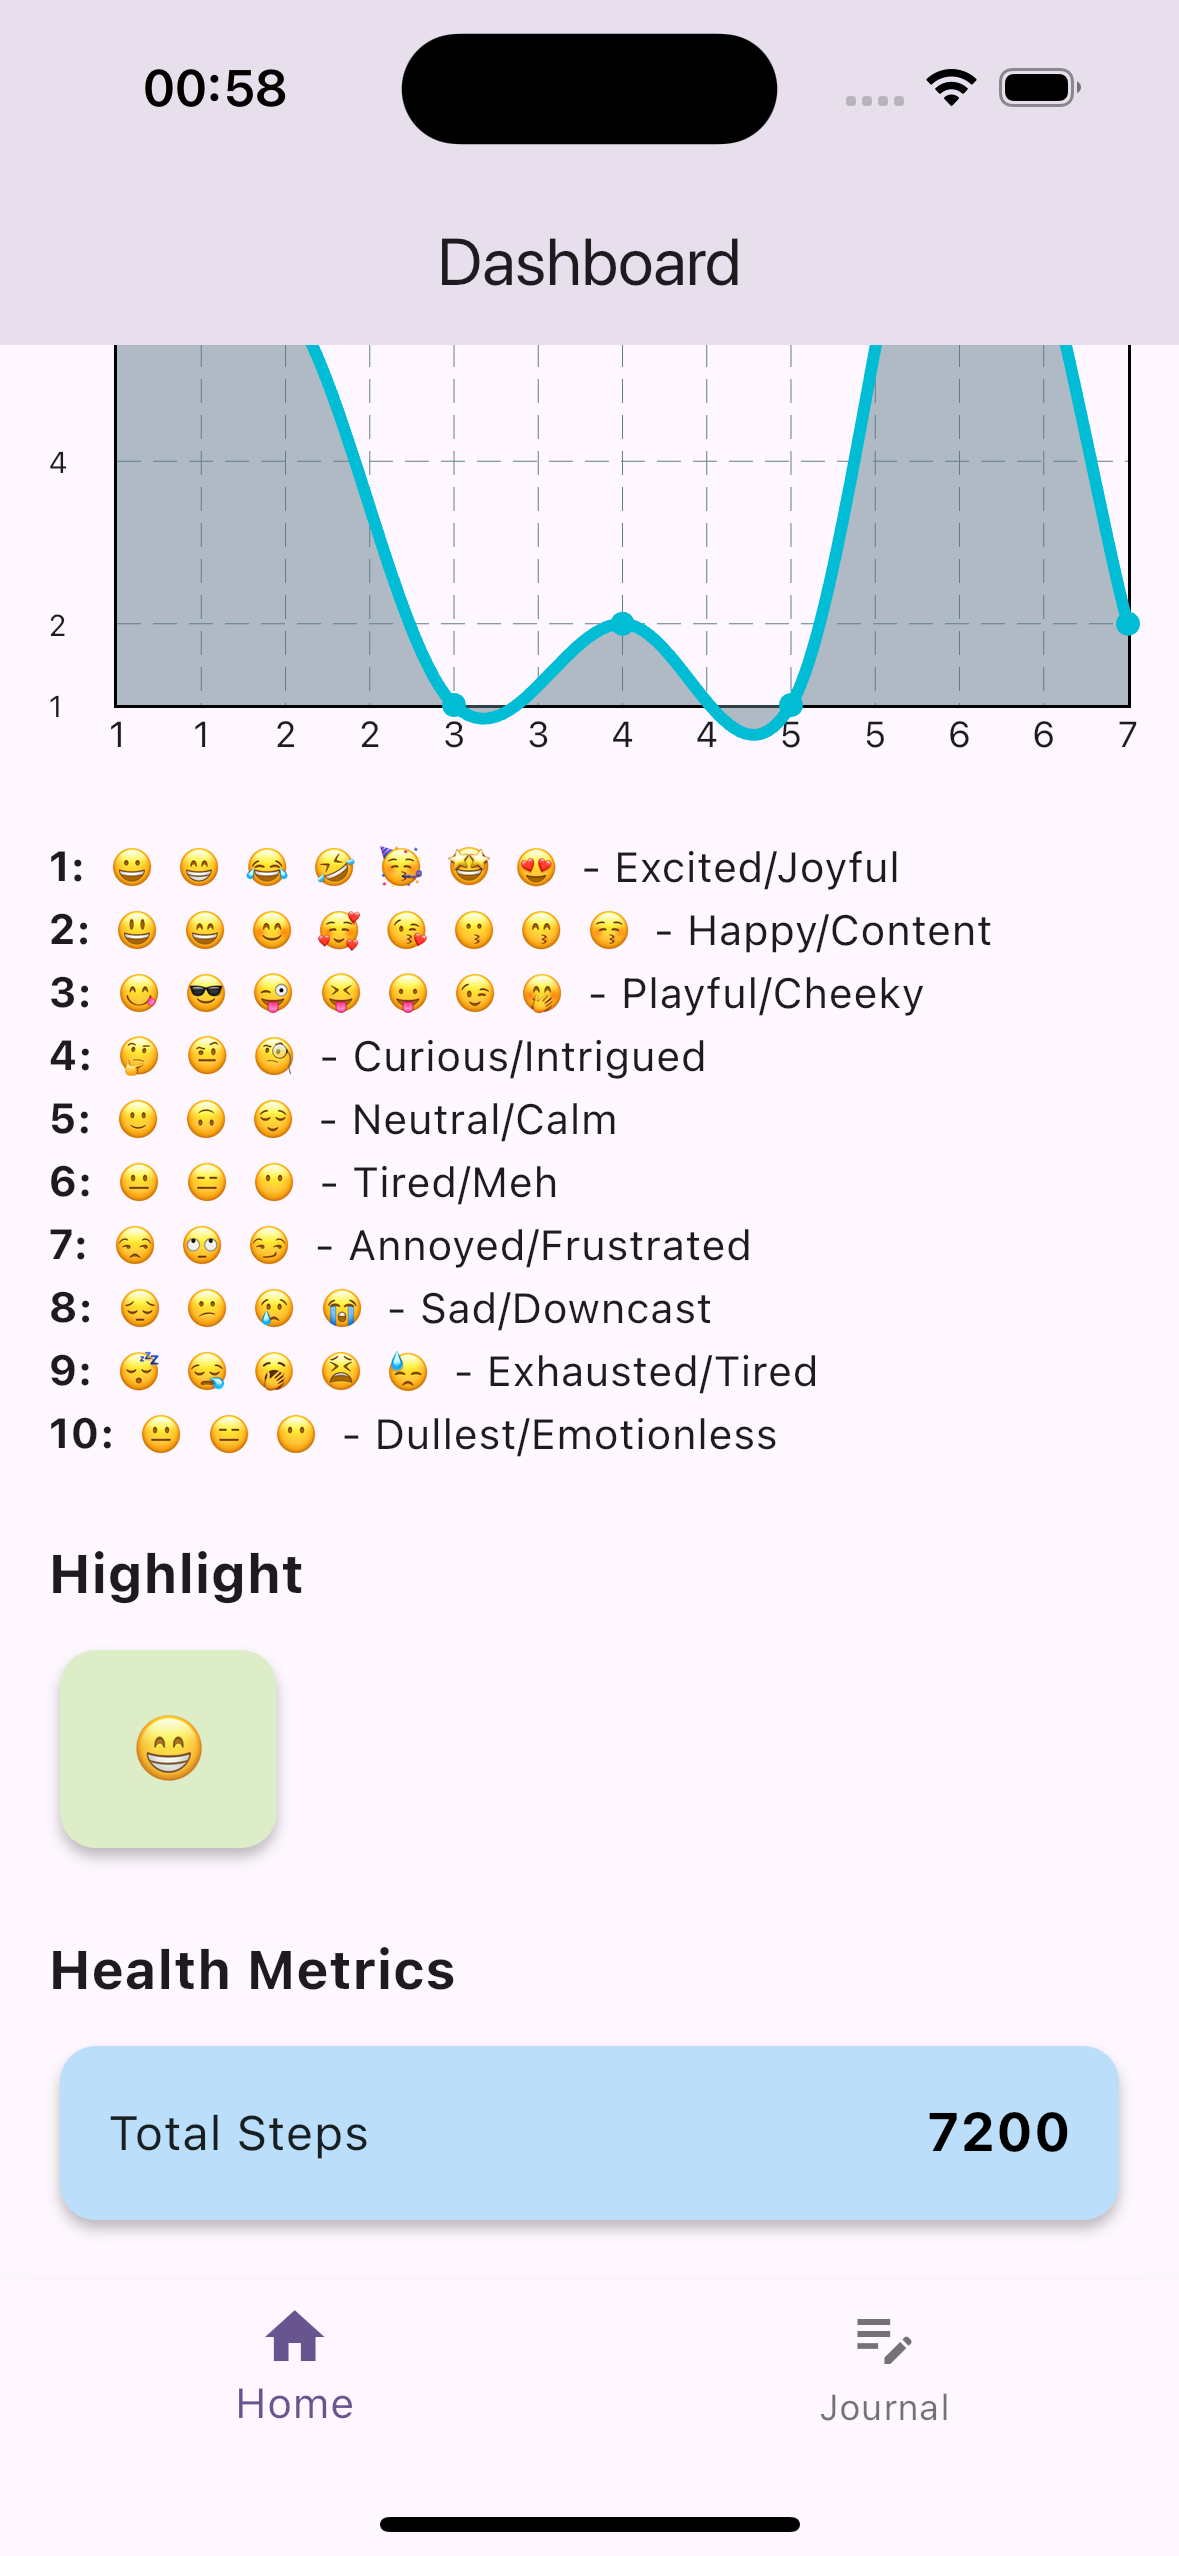 00:58
Dashboard
4
2
1
1 1 2 2 3 3 4 4 5 5 6 6 7
1: 😀 😁 😂 🤣 🥳 🤩 😍 - Excited/Joyful
2: 😃 😄 😊 🥰 😘 😗 😙 😚 - Happy/Content
3: 😋 😎 😜 😝 😛 😉 🤭 - Playful/Cheeky
4: 🤔 🤨 🧐 - Curious/Intrigued
5: 🙂 🙃 😌 - Neutral/Calm
6: 😐 😑 😶 - Tired/Meh
7: 😒 🙄 😏 - Annoyed/Frustrated
8: 😔 😕 😢 😭 - Sad/Downcast
9: 😴 😪 🥱 😫 😓 - Exhausted/Tired
10: 😐 😑 😶 - Dullest/Emotionless
Highlight
😁
Health Metrics
Total Steps 7200
Home Journal